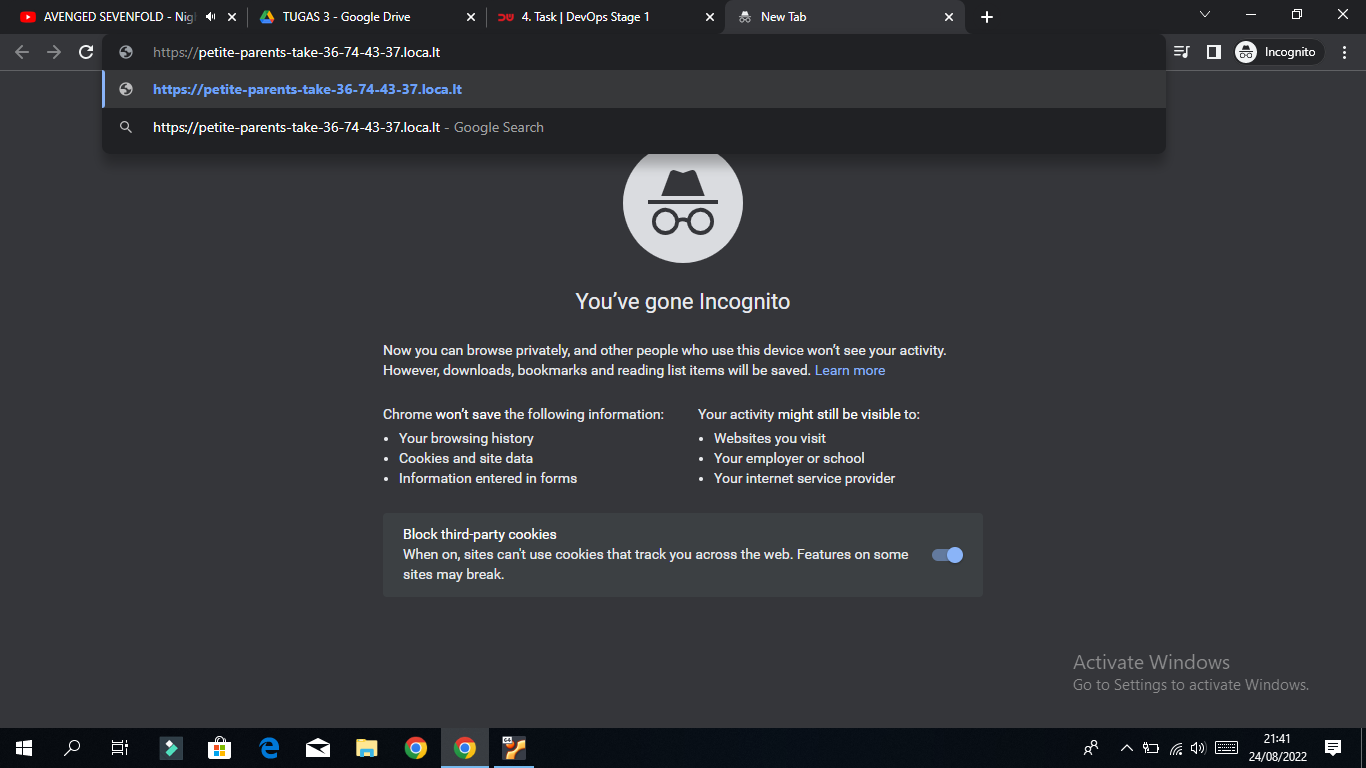 AVENGED SEVENFOLD - Nig
TUGAS 3 - Google Drive
4. Task | DevOps Stage 1
New Tab
https://petite-parents-take-36-74-43-37.loca.lt
Incognito
https://petite-parents-take-36-74-43-37.loca.lt
https://petite-parents-take-36-74-43-37.loca.lt - Google Search
You've gone Incognito
Now you can browse privately, and other people who use this device won't see your activity.
However, downloads, bookmarks and reading list items will be saved. Learn more
Chrome won't save the following information:
• Your browsing history
• Cookies and site data
• Information entered in forms
Your activity might still be visible to:
• Websites you visit
• Your employer or school
• Your internet service provider
Block third-party cookies
When on, sites can't use cookies that track you across the web. Features on some
sites may break.
Activate Windows
Go to Settings to activate Windows.
64
21:41
24/08/2022